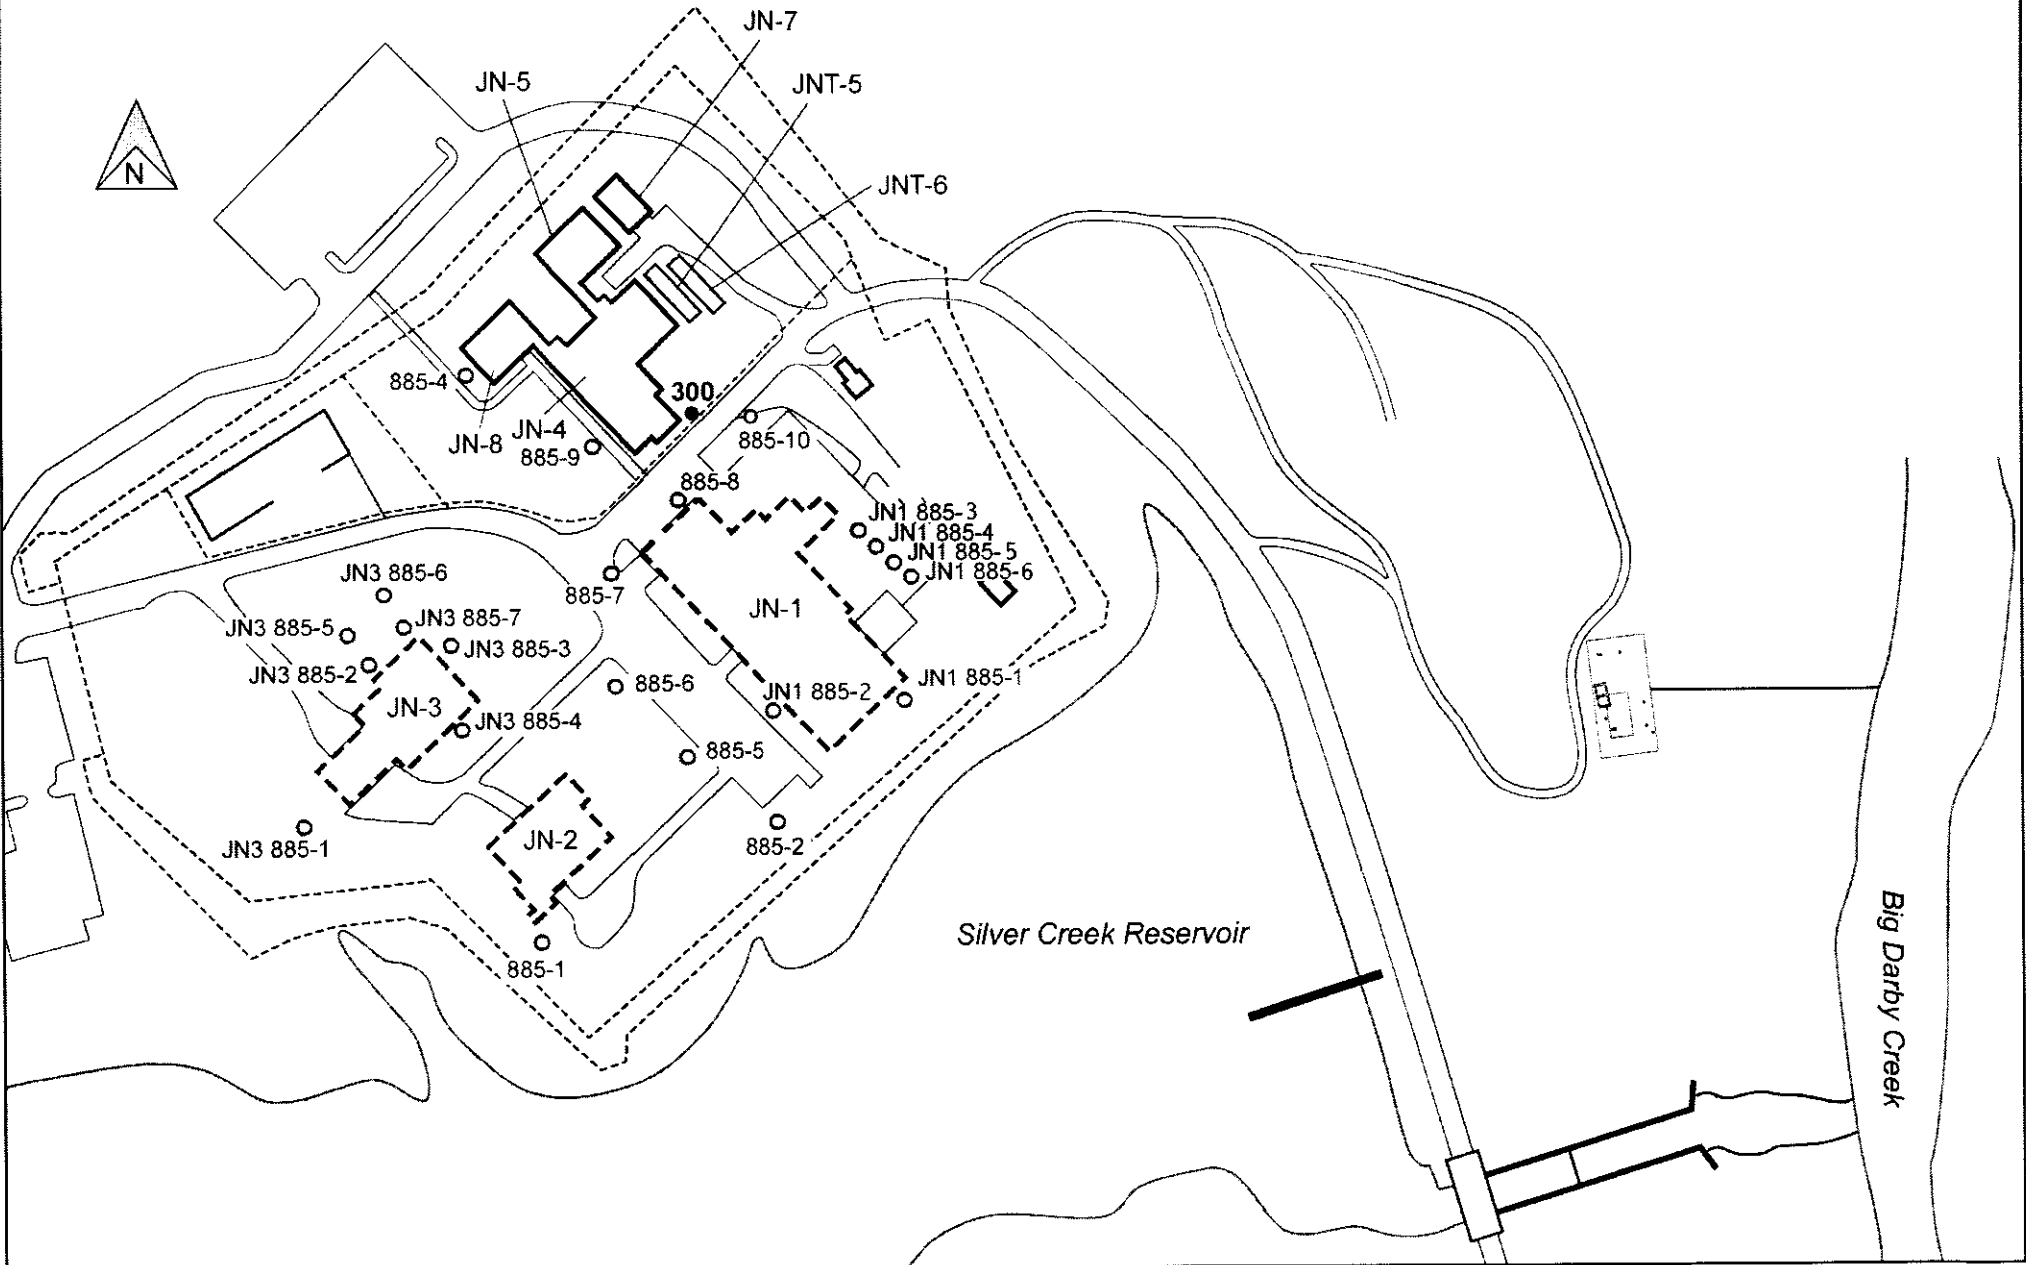 JN-7
JN-5
JNT-5
N
JNT-6
885-4
300
JN-8
JN-4
885-9
885-10
885-8
JN1 885-3
JN1 885-4
JN1 885-5
JN1 885-6
JN3 885-6
885-7
JN-1
JN3 885-7
JN3 885-5
JN3 885-3
JN3 885-2
885-6
JN1 885-2
JN1 885-1
JN-3
JN3 885-4
885-5
JN-2
JN3 885-1
885-2
Silver Creek Reservoir
885-1
Big Darby Creek